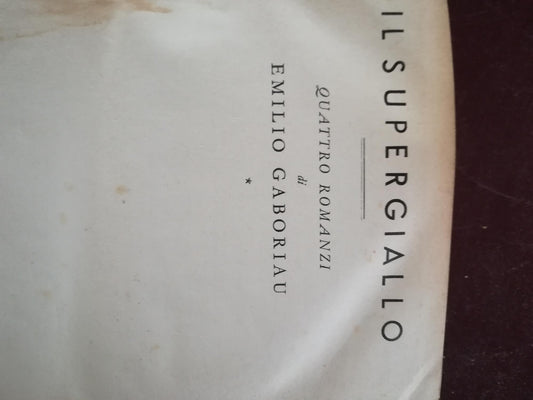 IL SUPERGIALLO
QUATTRO ROMANZI
di
EMILIO GABORIAU
*